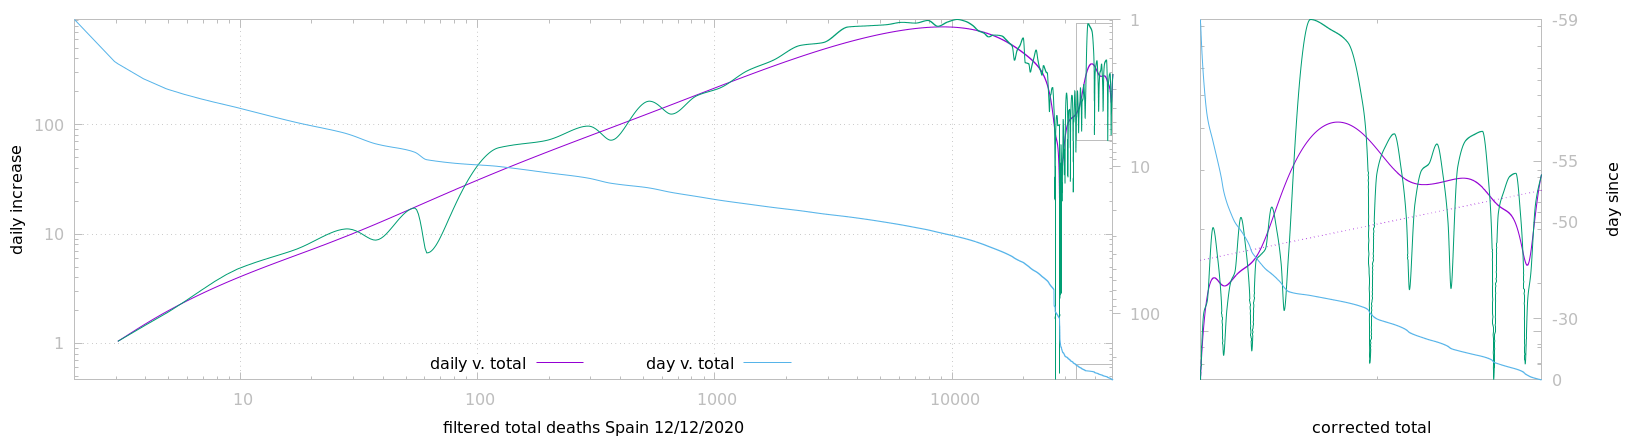 daily increase
100
10
1
10
100
1000
10000
filtered total deaths Spain 12/12/2020
daily v. total
day v. total
1
10
100
-59
-55
-50
-30
0
day since
corrected total